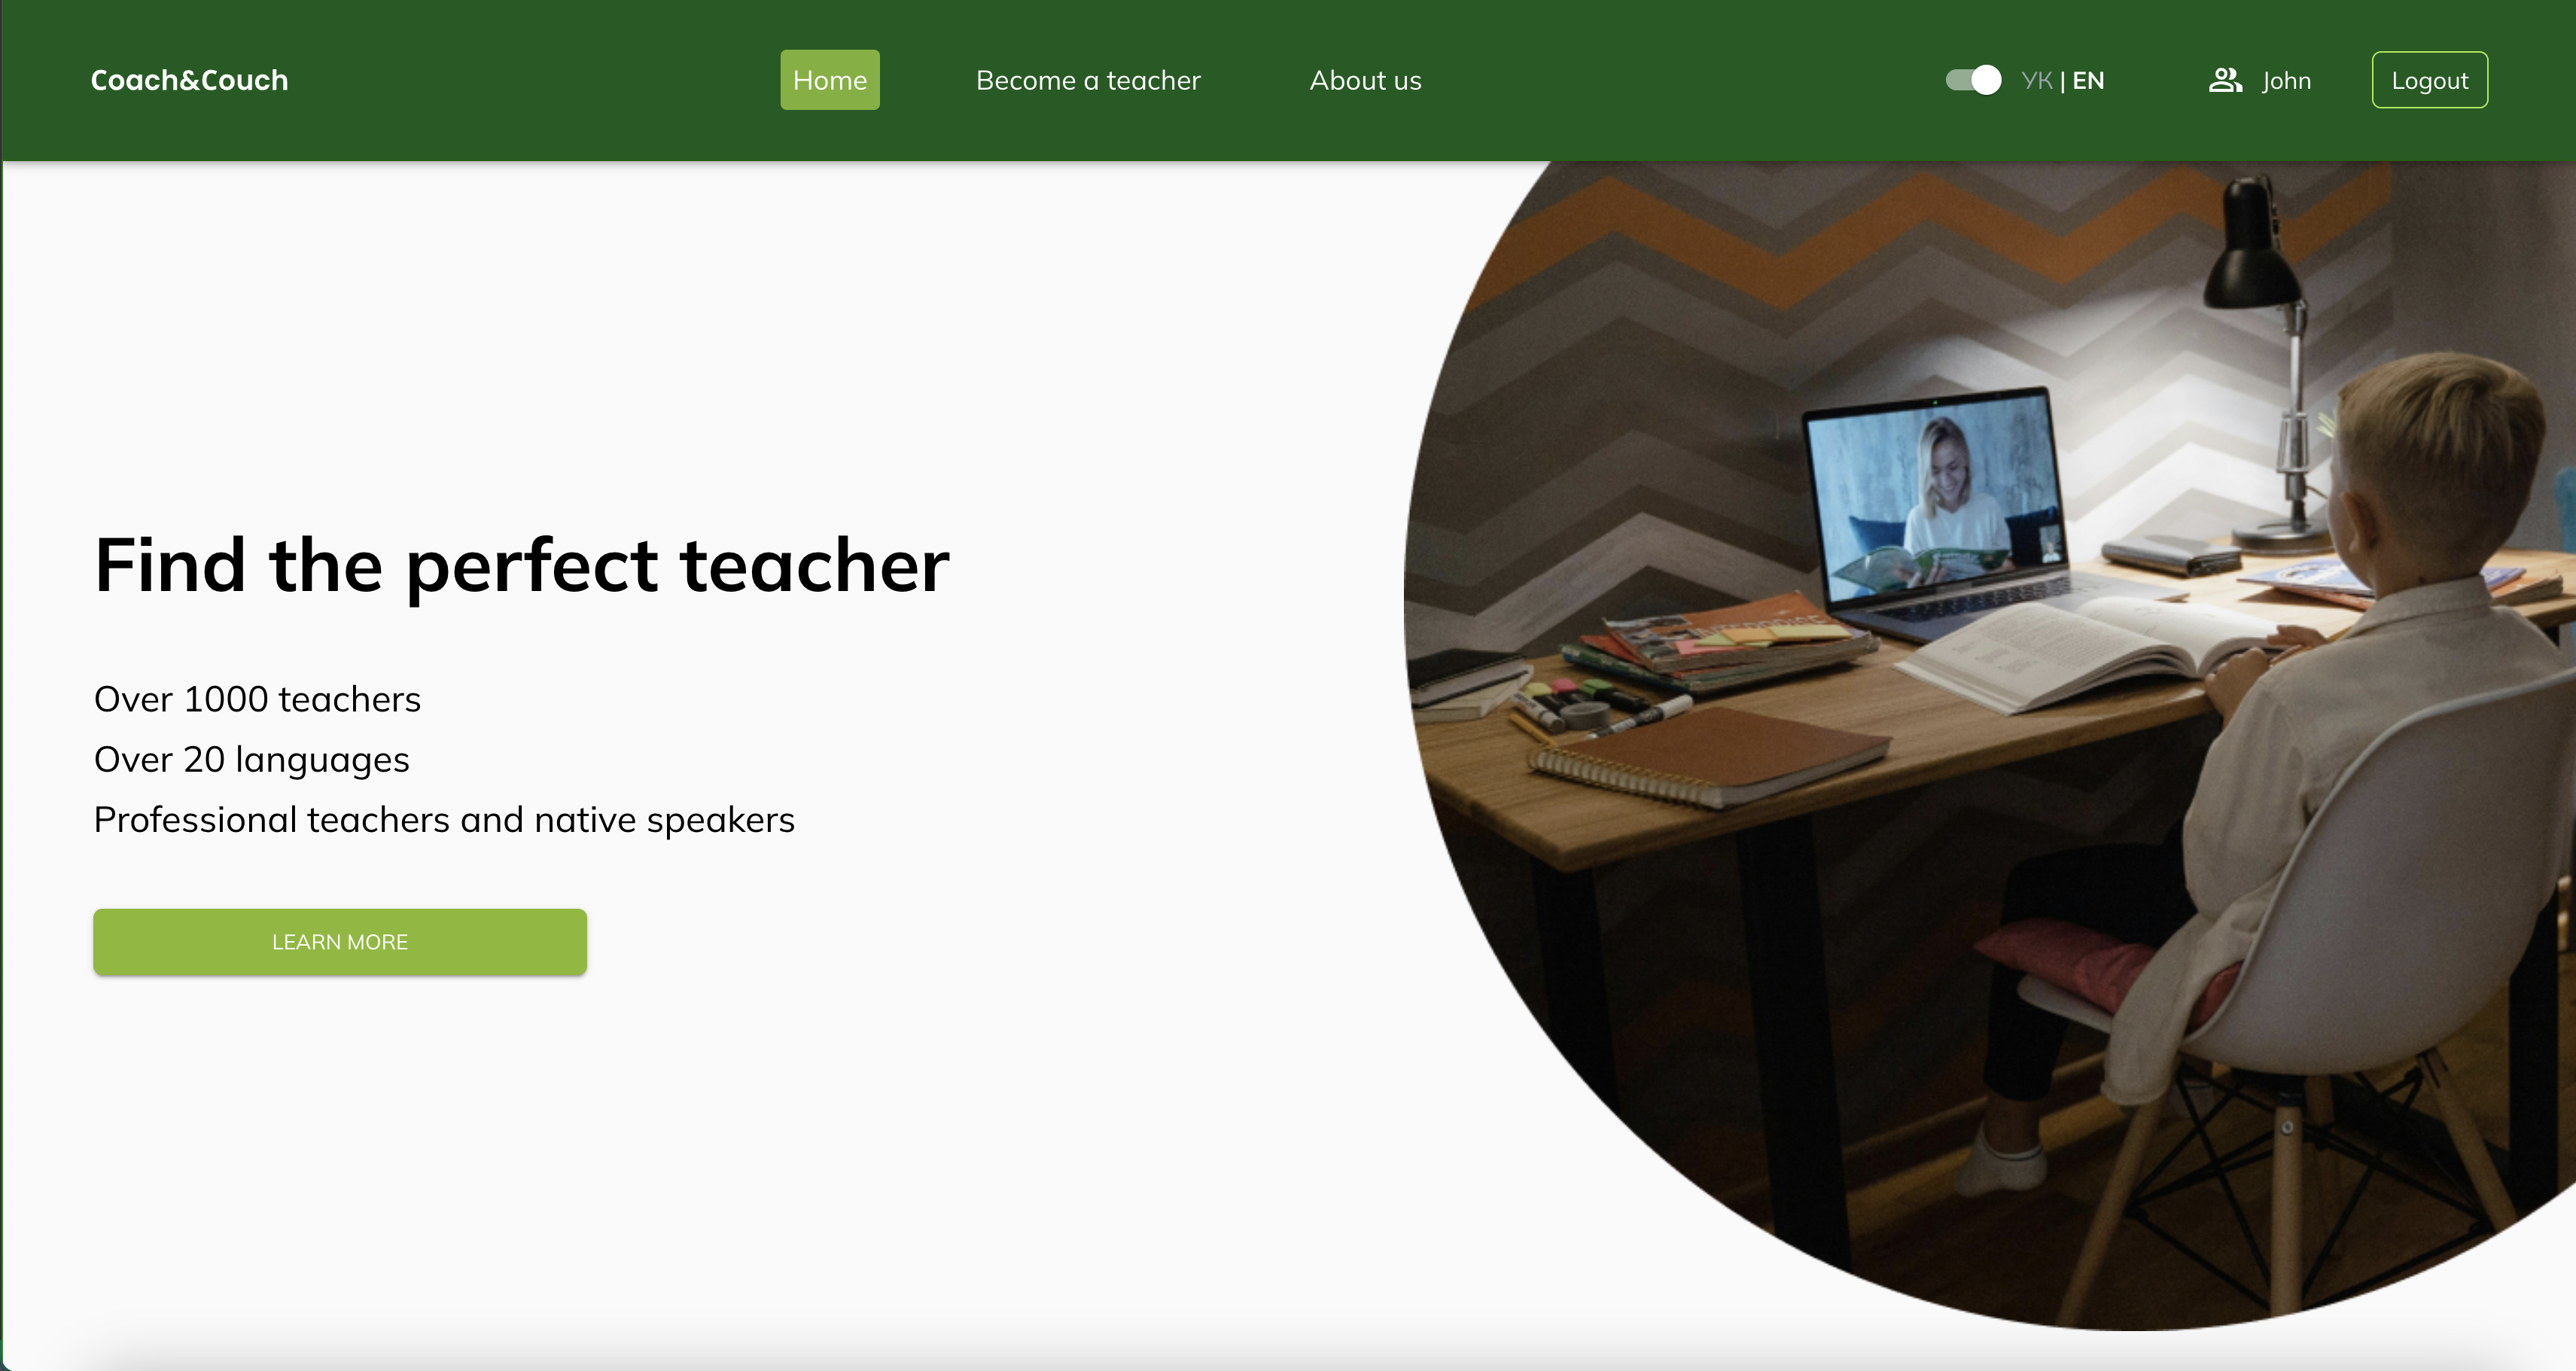 Coach&Couch
Home
Become a teacher
About us
УК | EN
John
Logout
Find the perfect teacher
Over 1000 teachers
Over 20 languages
Professional teachers and native speakers
LEARN MORE
ENTERPRISE